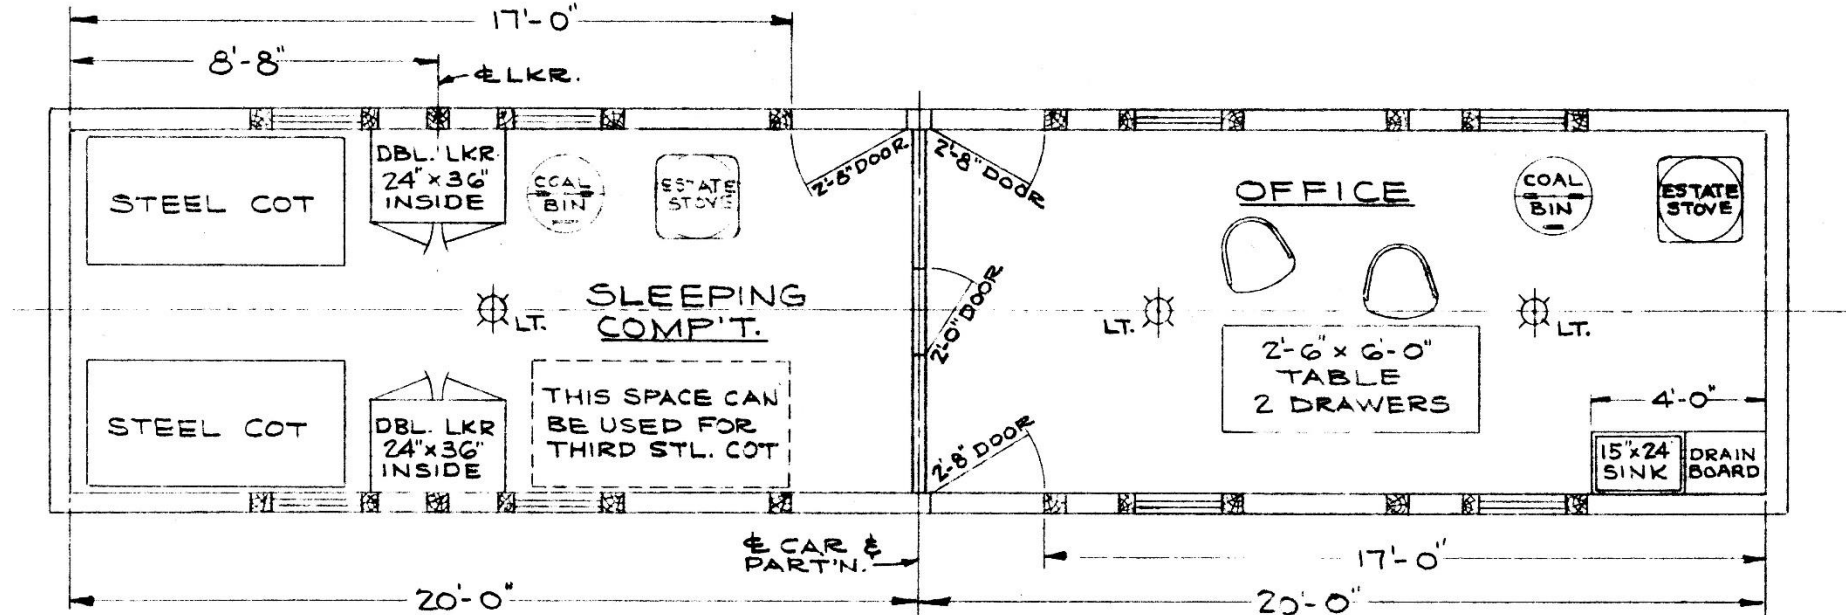 17'-0"
8'-8"
℄ LKR.
STEEL COT
DBL. LKR.
24" x 36"
INSIDE
COAL
BIN
ESTATE
STOVE
2'-8" DOOR
2'-8" DOOR
OFFICE
COAL
BIN
ESTATE
STOVE
SLEEPING
COMP'T.
LT.
2'-0" DOOR
LT.
LT.
STEEL COT
DBL. LKR
24" x 36"
INSIDE
THIS SPACE CAN
BE USED FOR
THIRD STL. COT
2'-8" DOOR
2'-6" x 6'-0"
TABLE
2 DRAWERS
4'-0"
15" x 24"
SINK
DRAIN
BOARD
℄ CAR &
PART'N.
17'-0"
20'-0"
20'-0"